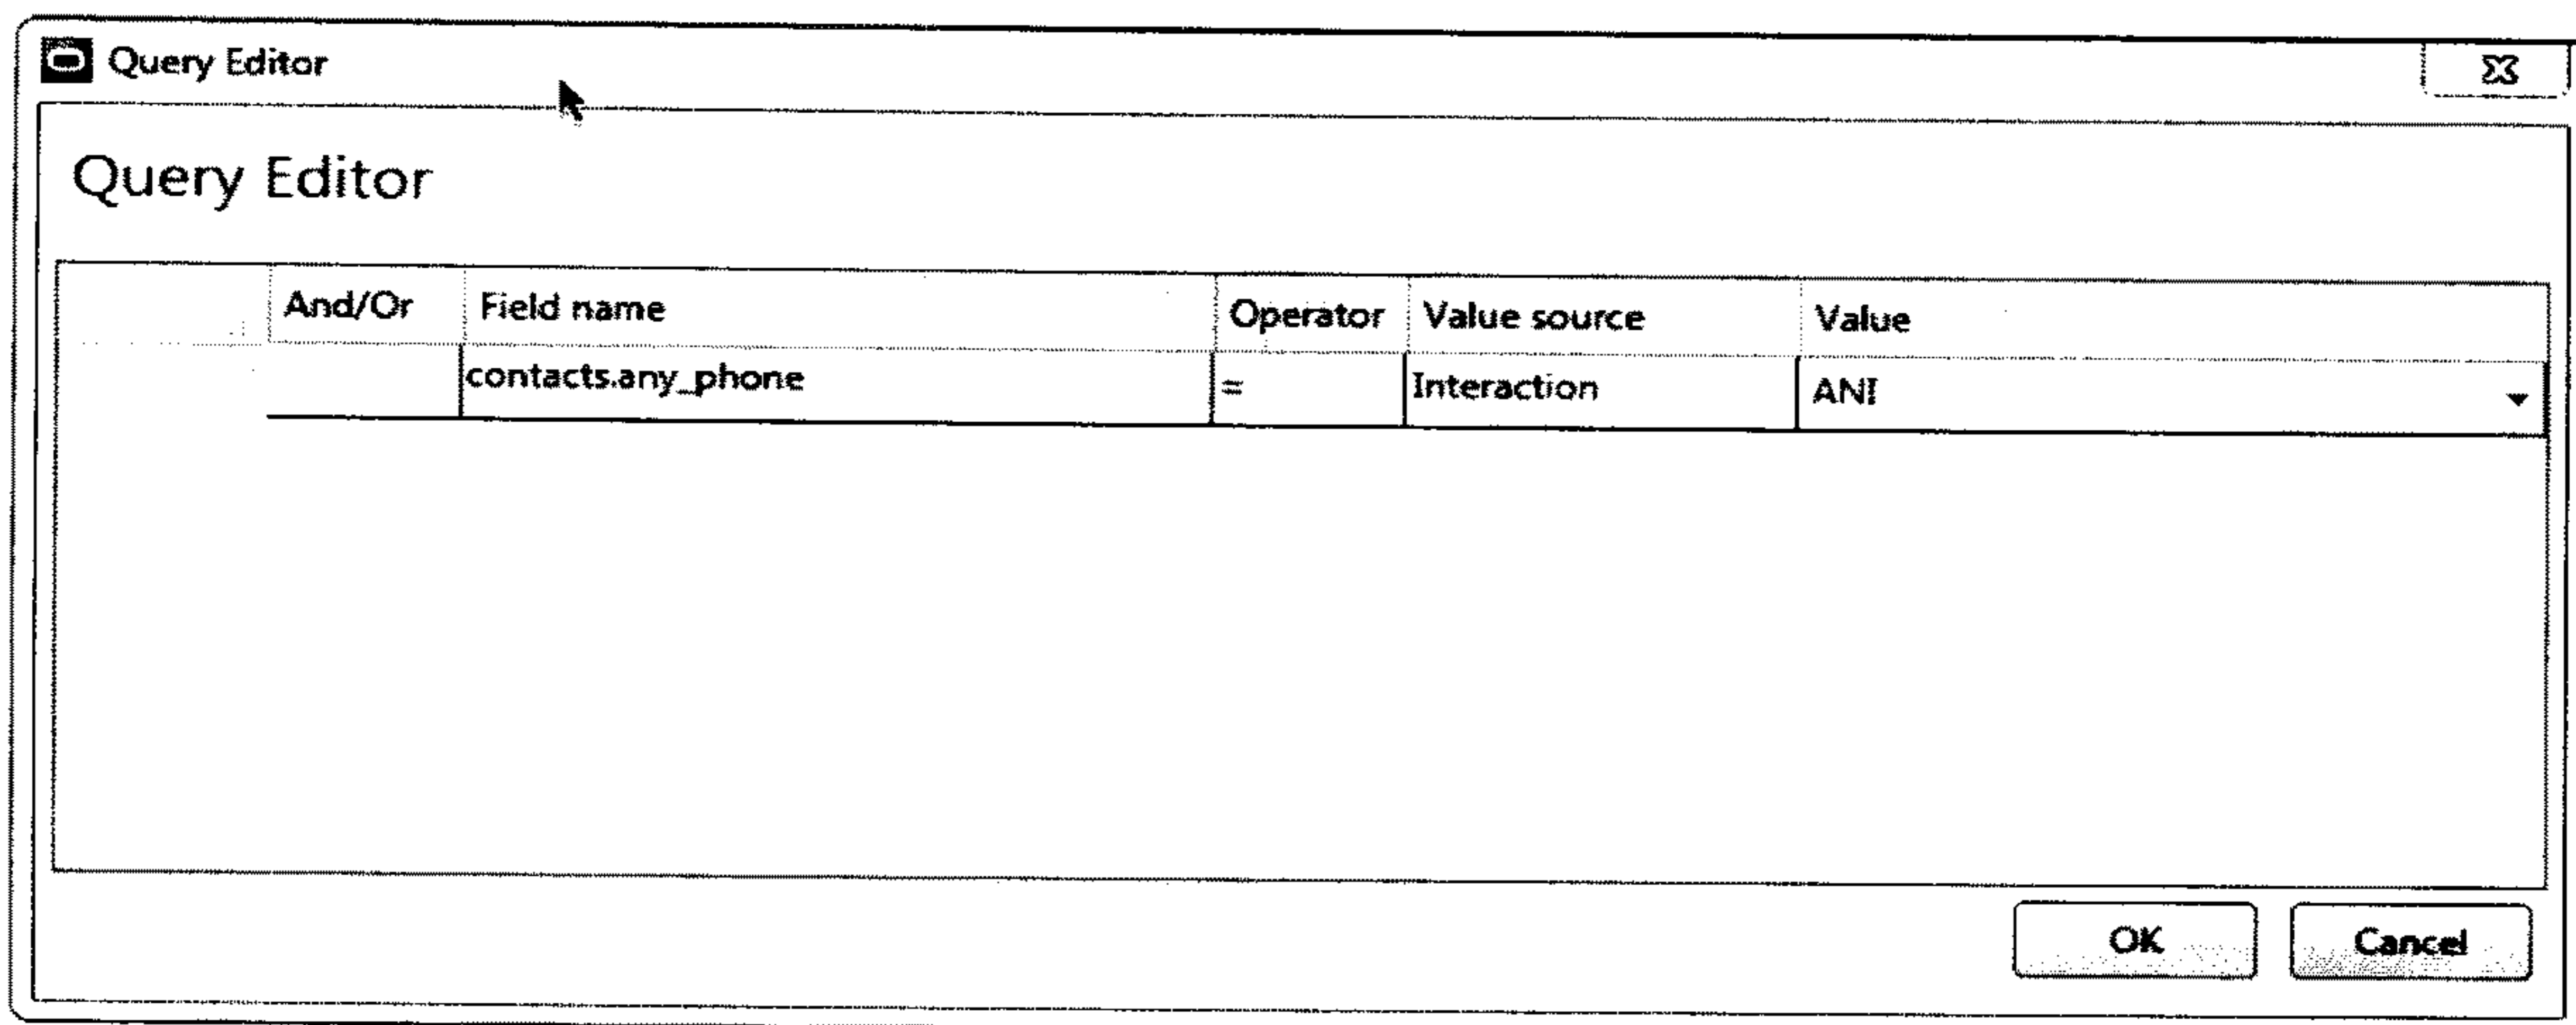 Query Editor
Query Editor
And/Or Field name Operator Value source Value
contacts.any_phone = Interaction ANI
OK Cancel